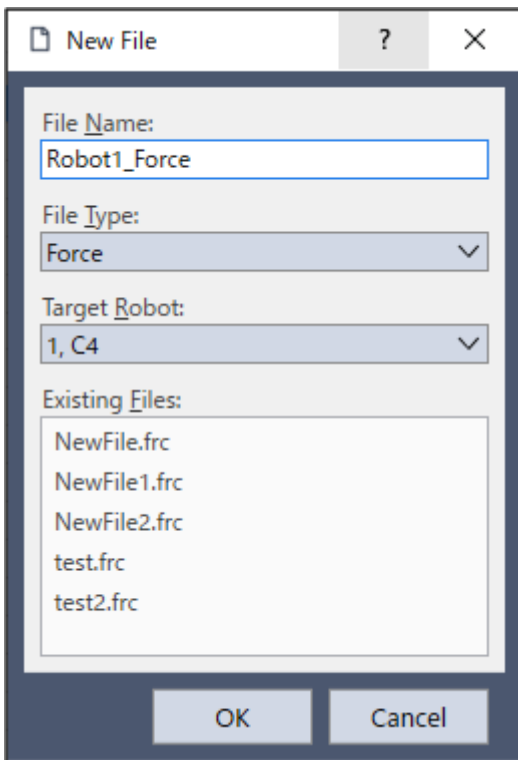 New File
?
File Name:
Robot1_Force
File Type:
Force
Target Robot:
1, C4
Existing Files:
NewFile.frc
NewFile1.frc
NewFile2.frc
test.frc
test2.frc
OK
Cancel